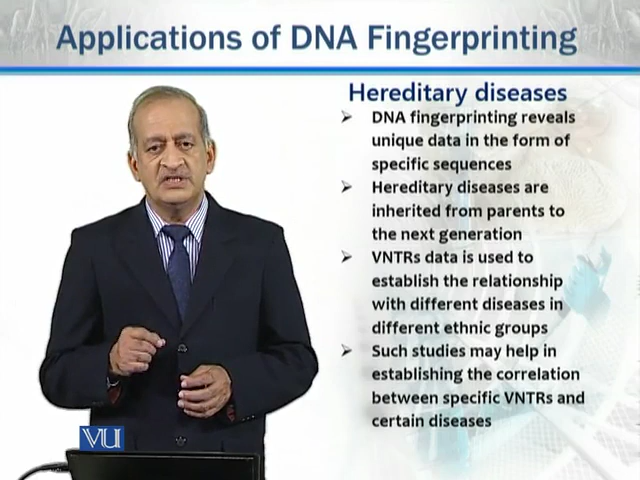 Applications of DNA Fingerprinting
Hereditary diseases
➢ DNA fingerprinting reveals
unique data in the form of
specific sequences
➢ Hereditary diseases are
inherited from parents to
the next generation
➢ VNTRs data is used to
establish the relationship
with different diseases in
different ethnic groups
➢ Such studies may help in
establishing the correlation
between specific VNTRs and
certain diseases
VU